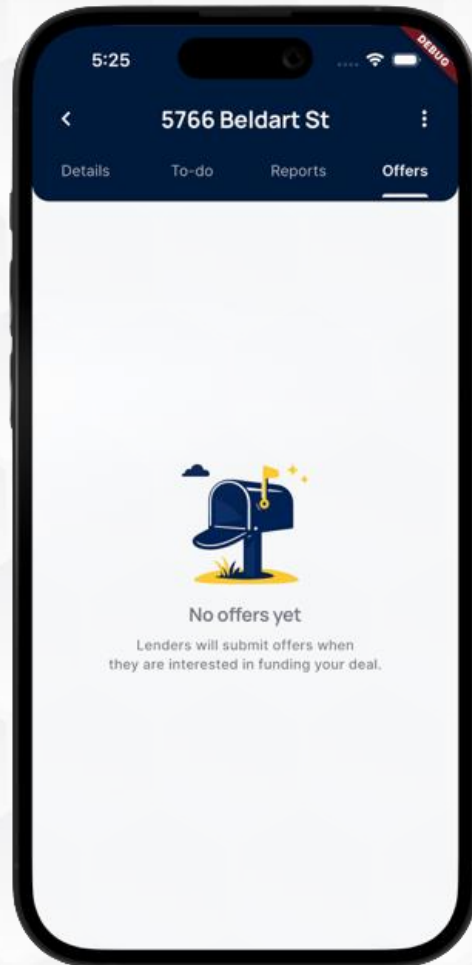 5:25
DEBUG
5766 Beldart St
Details To-do Reports Offers
No offers yet
Lenders will submit offers when
they are interested in funding your deal.